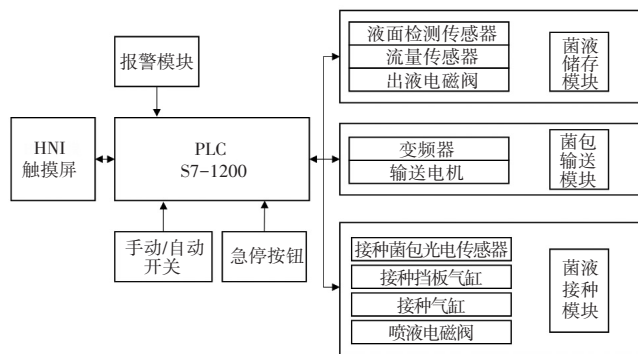 报警模块
HNI
触摸屏
PLC
S7-1200
手动/自动
开关
急停按钮
液面检测传感器
流量传感器
出液电磁阀
菌液
储存
模块
变频器
输送电机
菌包
输送
模块
接种菌包光电传感器
接种挡板气缸
接种气缸
喷液电磁阀
菌液
接种
模块